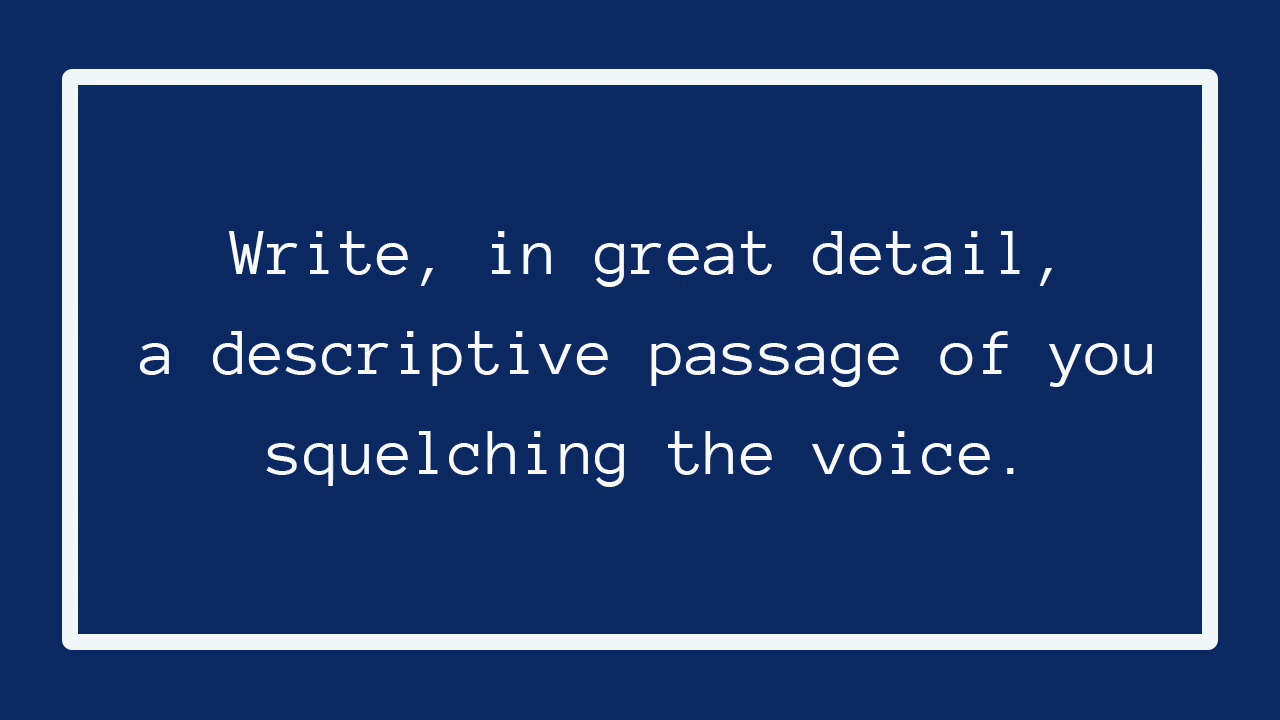 Write, in great detail,
a descriptive passage of you
squelching the voice.